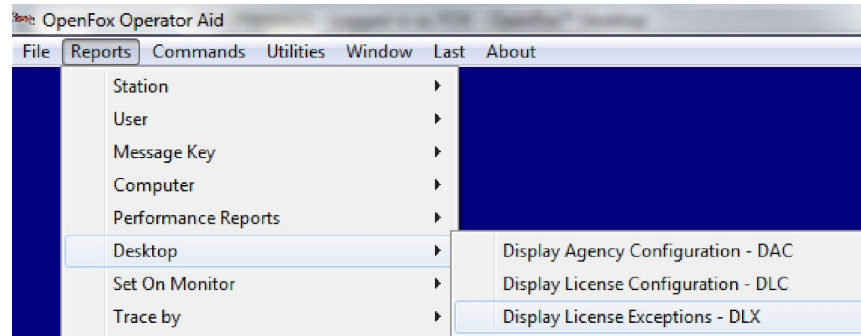 OpenFox Operator Aid
File Reports Commands Utilities Window Last About
Station
User
Message Key
Computer
Performance Reports
Desktop
Display Agency Configuration - DAC
Set On Monitor
Display License Configuration - DLC
Trace by
Display License Exceptions - DLX